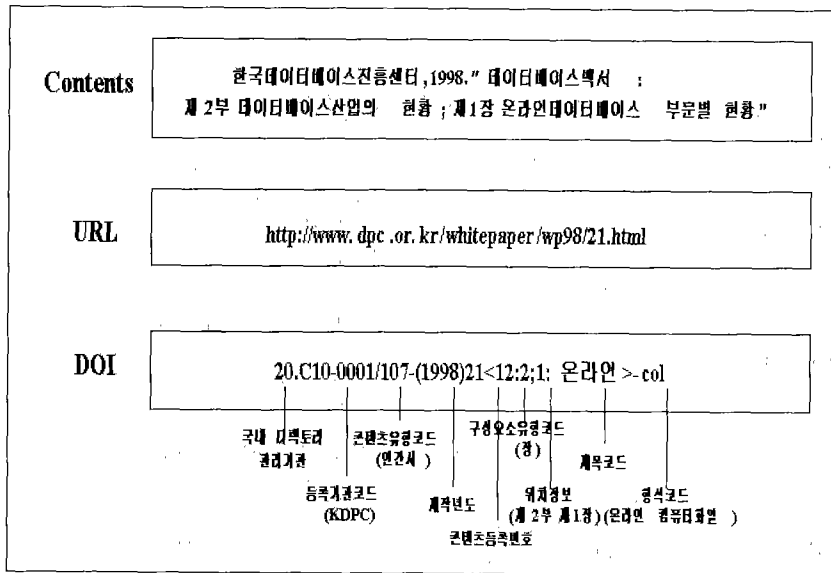 Contents
한국데이터베이스진흥센터,1998." 데이터베이스백서 :
제 2부 데이터베이스산업의 현황 ; 제1장 온라인데이터베이스 부문별 현황"
URL
http://www. dpc .or. kr/whitepaper/wp98/21.html
DOI
20.C10-0001/107-(1998)21<12:2;1: 온라인 >-col
국내 디렉토리
관리기관
등록기관코드
(KDPC)
콘텐츠유형코드
(인간서 )
제작년도
콘텐츠등록번호
구성요소유형코드
(장)
위치정보
(제 2부 제1장)
제목코드
형식코드
(온라인 컴퓨터화일 )